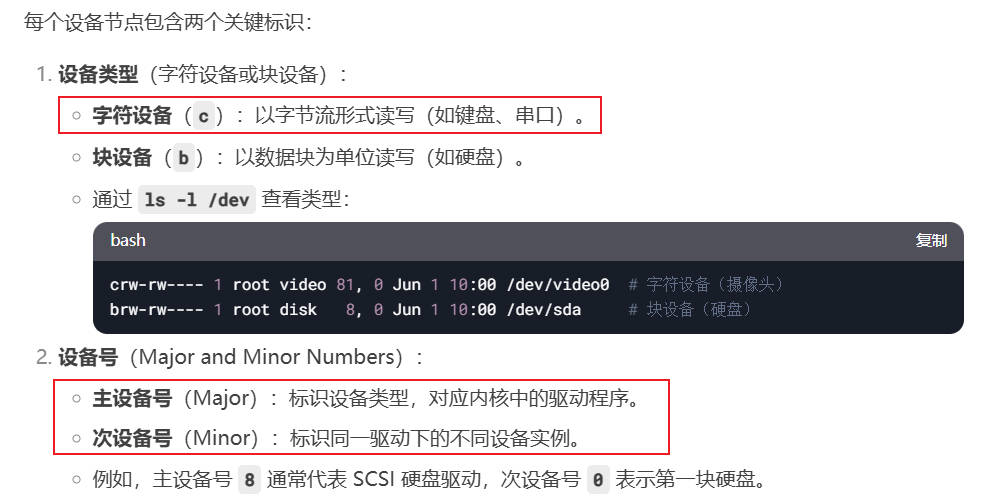 每个设备节点包含两个关键标识：
1. 设备类型（字符设备或块设备）：
字符设备（c）：以字节流形式读写（如键盘、串口）。
块设备（b）：以数据块为单位读写（如硬盘）。
通过 ls -l /dev 查看类型：
bash 复制
crw-rw---- 1 root video 81, 0 Jun 1 10:00 /dev/video0 # 字符设备（摄像头）
brw-rw---- 1 root disk 8, 0 Jun 1 10:00 /dev/sda # 块设备（硬盘）
2. 设备号（Major and Minor Numbers）：
主设备号（Major）：标识设备类型，对应内核中的驱动程序。
次设备号（Minor）：标识同一驱动下的不同设备实例。
例如，主设备号 8 通常代表 SCSI 硬盘驱动，次设备号 0 表示第一块硬盘。